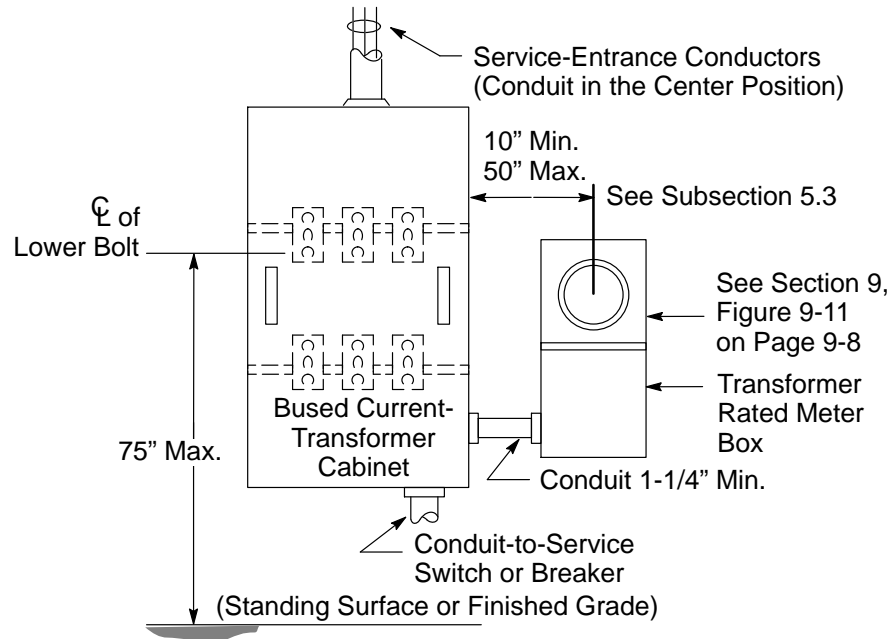 Service-Entrance Conductors
(Conduit in the Center Position)
10” Min.
50” Max.
See Subsection 5.3
℄ of
Lower Bolt
See Section 9,
Figure 9-11
on Page 9-8
Transformer
Rated Meter
Box
Bused Current-
Transformer
Cabinet
75” Max.
Conduit 1-1/4” Min.
Conduit-to-Service
Switch or Breaker
(Standing Surface or Finished Grade)